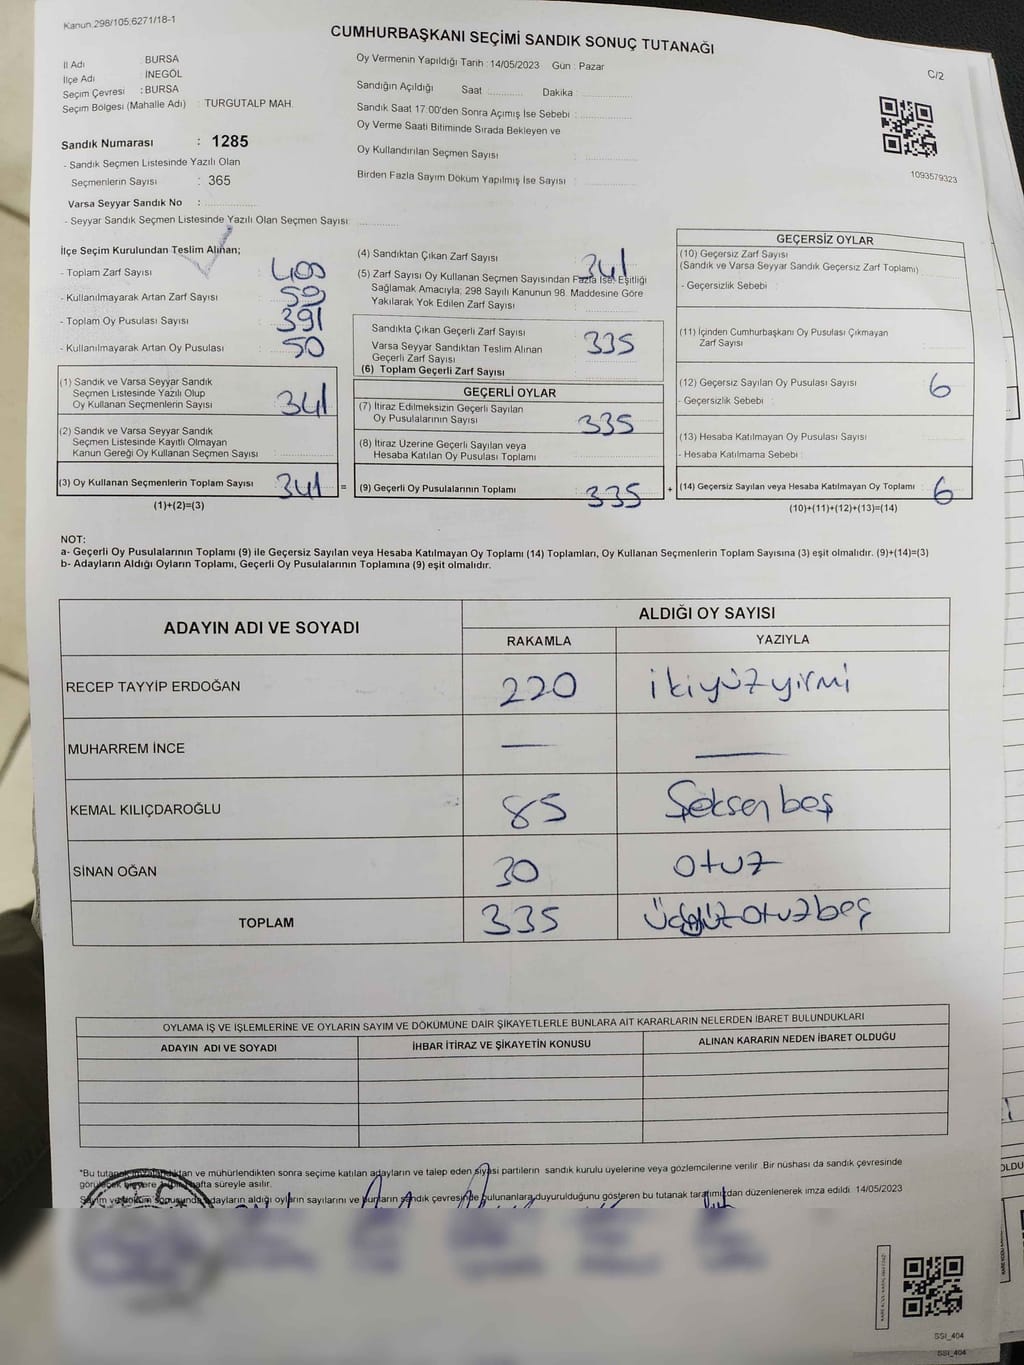 Kanun.298/105,6271/18-1
CUMHURBAŞKANI SEÇİMİ SANDIK SONUÇ TUTANAĞI
C/2
İl Adı : BURSA
İlçe Adı : İNEGÖL
Seçim Çevresi : BURSA
Seçim Bölgesi (Mahalle Adı) : TURGUTALP MAH.
Oy Vermenin Yapıldığı Tarih : 14/05/2023 Gün : Pazar
Sandığın Açıldığı Saat ............ Dakika : ............
Sandık Saat 17:00'den Sonra Açımış İse Sebebi : ............
Oy Verme Saati Bitiminde Sırada Bekleyen ve
Oy Kullandırılan Seçmen Sayısı : ............
Birden Fazla Sayım Döküm Yapılmış İse Sayısı : ............
1093579323
Sandık Numarası : 1285
- Sandık Seçmen Listesinde Yazılı Olan
Seçmenlerin Sayısı : 365
Varsa Seyyar Sandık No : ............
- Seyyar Sandık Seçmen Listesinde Yazılı Olan Seçmen Sayısı: ............
İlçe Seçim Kurulundan Teslim Alınan;
- Toplam Zarf Sayısı : 400
- Kullanılmayarak Artan Zarf Sayısı : 59
- Toplam Oy Pusulası Sayısı : 391
- Kullanılmayarak Artan Oy Pusulası : 50
(1) Sandık ve Varsa Seyyar Sandık
Seçmen Listesinde Yazılı Olup
Oy Kullanan Seçmenlerin Sayısı : 341
(2) Sandık ve Varsa Seyyar Sandık
Seçmen Listesinde Kayıtlı Olmayan
Kanun Gereği Oy Kullanan Seçmen Sayısı : ............
(3) Oy Kullanan Seçmenlerin Toplam Sayısı : 341 =
(1)+(2)=(3)
(4) Sandıktan Çıkan Zarf Sayısı : 341
(5) Zarf Sayısı Oy Kullanan Seçmen Sayısından Fazla İse, Eşitliği
Sağlamak Amacıyla; 298 Sayılı Kanunun 98. Maddesine Göre
Yakılarak Yok Edilen Zarf Sayısı : ............
Sandıkta Çıkan Geçerli Zarf Sayısı : 335
Varsa Seyyar Sandıktan Teslim Alınan
Geçerli Zarf Sayısı : ............
(6) Toplam Geçerli Zarf Sayısı : ............
GEÇERLİ OYLAR
(7) İtiraz Edilmeksizin Geçerli Sayılan
Oy Pusulalarının Sayısı : 335
(8) İtiraz Üzerine Geçerli Sayılan veya
Hesaba Katılan Oy Pusulası Toplamı : ............
(9) Geçerli Oy Pusulalarının Toplamı : 335 +
GEÇERSİZ OYLAR
(10) Geçersiz Zarf Sayısı
(Sandık ve Varsa Seyyar Sandık Geçersiz Zarf Toplamı) ............
- Geçersizlik Sebebi :
(11) İçinden Cumhurbaşkanı Oy Pusulası Çıkmayan
Zarf Sayısı : ............
(12) Geçersiz Sayılan Oy Pusulası Sayısı : 6
- Geçersizlik Sebebi :
(13) Hesaba Katılmayan Oy Pusulası Sayısı : ............
- Hesaba Katılmama Sebebi :
(14) Geçersiz Sayılan veya Hesaba Katılmayan Oy Toplamı : 6
(10)+(11)+(12)+(13)=(14)
NOT:
a- Geçerli Oy Pusulalarının Toplamı (9) ile Geçersiz Sayılan veya Hesaba Katılmayan Oy Toplamı (14) Toplamları, Oy Kullanan Seçmenlerin Toplam Sayısına (3) eşit olmalıdır. (9)+(14)=(3)
b- Adayların Aldığı Oyların Toplamı, Geçerli Oy Pusulalarının Toplamına (9) eşit olmalıdır.
ADAYIN ADI VE SOYADI
ALDIĞI OY SAYISI
RAKAMLA YAZIYLA
RECEP TAYYİP ERDOĞAN 220 ikiyüzyirmi
MUHARREM İNCE — —
KEMAL KILIÇDAROĞLU 85 Seksenbeş
SİNAN OĞAN 30 otuz
TOPLAM 335 Üçyüzotuzbeş
OYLAMA İŞ VE İŞLEMLERİNE VE OYLARIN SAYIM VE DÖKÜMÜNE DAİR ŞİKAYETLERLE BUNLARA AİT KARARLARIN NELERDEN İBARET BULUNDUKLARI
ADAYIN ADI VE SOYADI İHBAR İTİRAZ VE ŞİKAYETİN KONUSU ALINAN KARARIN NEDEN İBARET OLDUĞU
*Bu tutanak imzalandıktan ve mühürlendikten sonra seçime katılan adayların ve talep eden siyasi partilerin sandık kurulu üyelerine veya gözlemcilerine verilir .Bir nüshası da sandık çevresinde
görülecek bir yere bir hafta süreyle asılır.
Sayım ve döküm sonucunda adayların aldığı oyların sayılarını ve bunların sandık çevresinde bulunanlara duyurulduğunu gösteren bu tutanak tarafımızdan düzenlenerek imza edildi. 14/05/2023
SSİ_404
SSİ_404